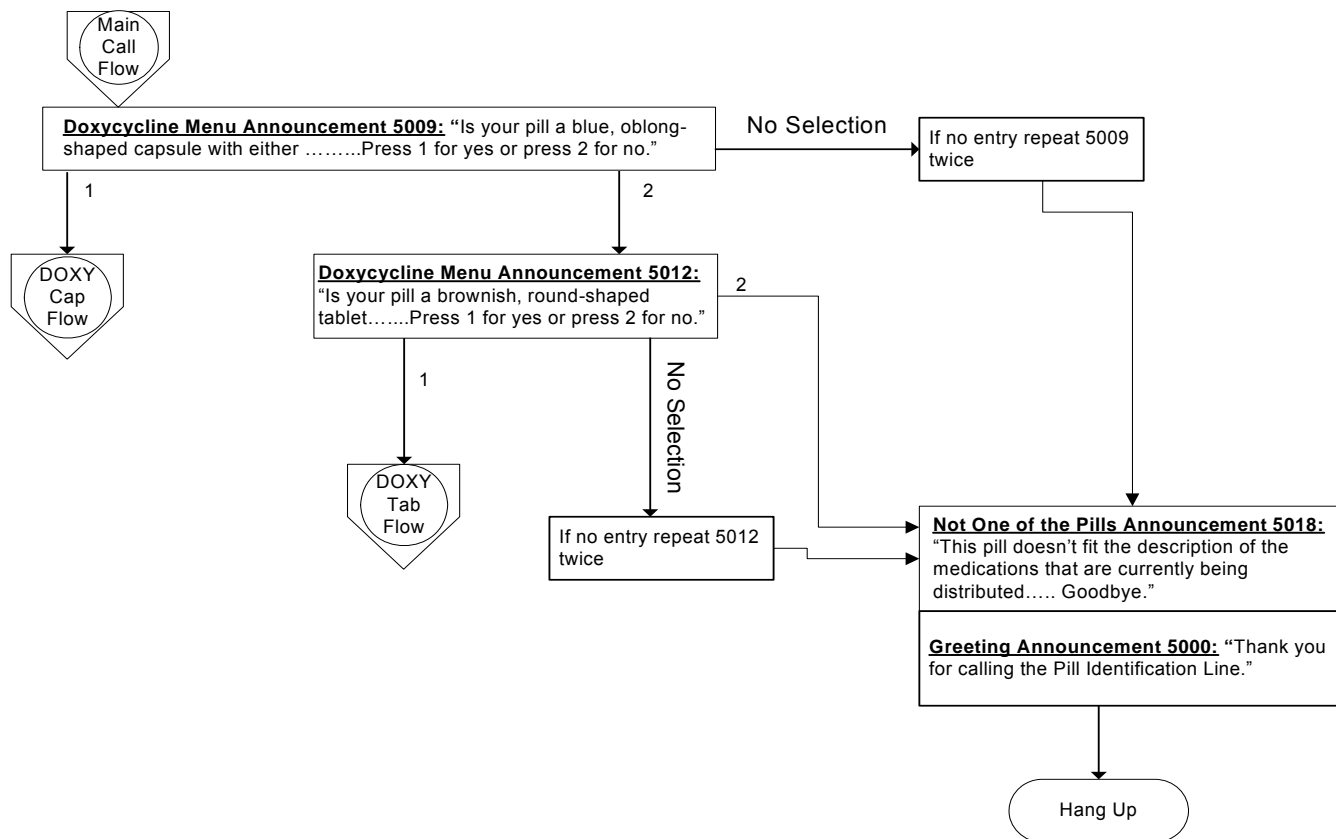 Main
Call
Flow
Doxycycline Menu Announcement 5009: “Is your pill a blue, oblong-
shaped capsule with either ……...Press 1 for yes or press 2 for no.”
No Selection
If no entry repeat 5009
twice
1
2
DOXY
Cap
Flow
Doxycycline Menu Announcement 5012:
“Is your pill a brownish, round-shaped
tablet…....Press 1 for yes or press 2 for no.”
2
1
No Selection
DOXY
Tab
Flow
If no entry repeat 5012
twice
Not One of the Pills Announcement 5018:
“This pill doesn’t fit the description of the
medications that are currently being
distributed….. Goodbye.”
Greeting Announcement 5000: “Thank you
for calling the Pill Identification Line.”
Hang Up